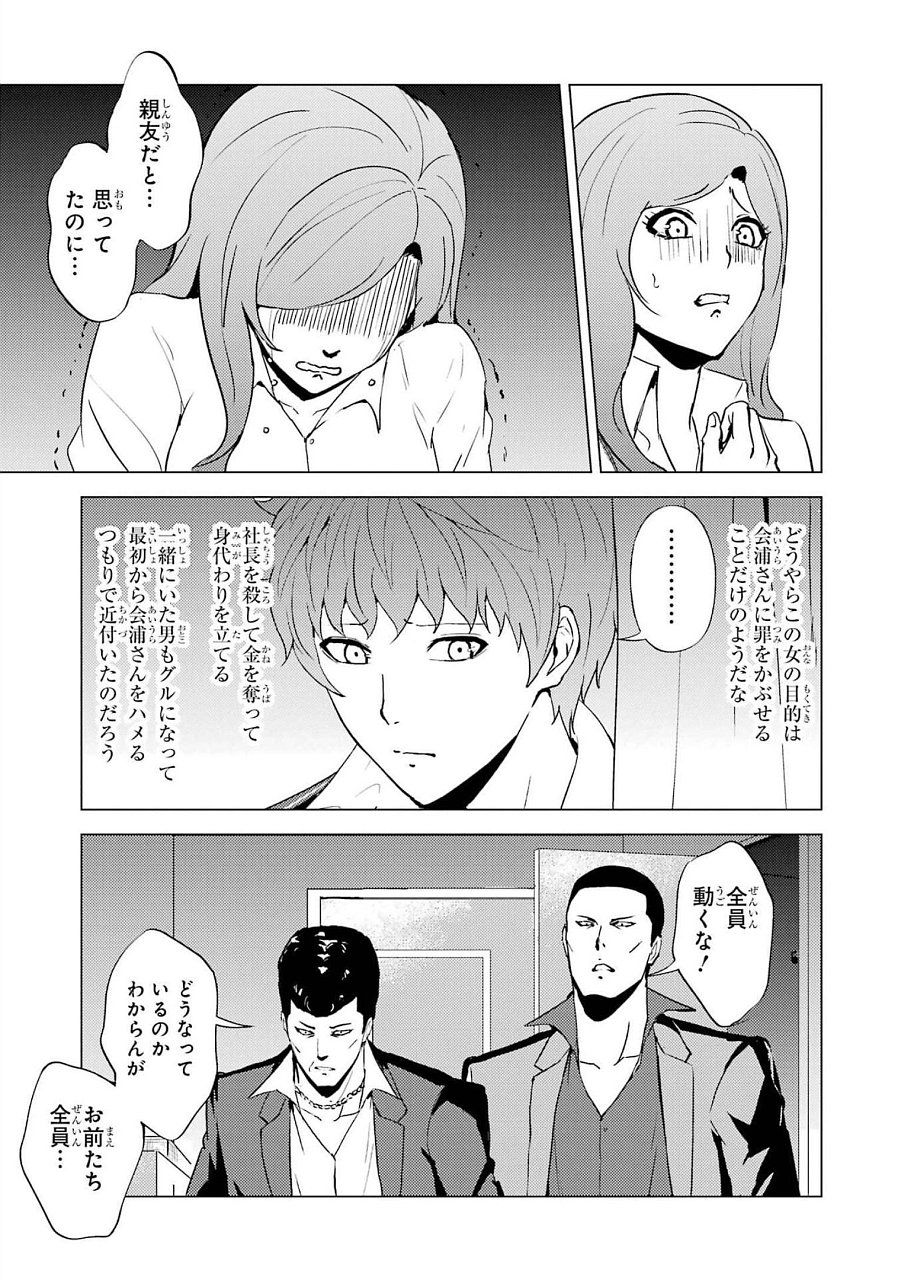 親友だと…
思って
たのに…
………
どうやらこの女の目的は
会浦さんに罪をかぶせる
ことだけのようだな
社長を殺して金を奪って
身代わりを立てる
一緒にいた男もグルになって
最初から会浦さんをハメる
つもりで近付いたのだろう
全員
動くな!
どうなって
いるのか
わからんが
お前たち
全員…